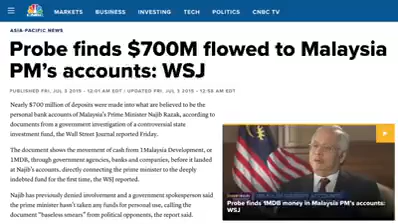 CNBC
MARKETS BUSINESS INVESTING TECH POLITICS CNBC TV
ASIA-PACIFIC NEWS
Probe finds $700M flowed to Malaysia
PM's accounts: WSJ
PUBLISHED FRI, JUL 3 2015 • 12:01 AM EDT UPDATED FRI, JUL 3 2015 • 12:58 AM EDT
Nearly $700 million of deposits were made into what are believed to be the
personal bank accounts of Malaysia's Prime Minister Najib Razak, according to
documents from a government investigation of a controversial state
investment fund, the Wall Street Journal reported Friday.
The document shows the movement of cash from 1Malaysia Development, or
1MDB, through government agencies, banks and companies, before it landed
at Najib's accounts, directly connecting the prime minister to the deeply
indebted fund for the first time, the WSJ reported.
Najib has previously denied involvement and a government spokesperson said
the prime minister hasn't taken any funds for personal use, calling the
document "baseless smears" from political opponents, the report said.
Probe finds 1MDB money in Malaysia PM's accounts:
WSJ